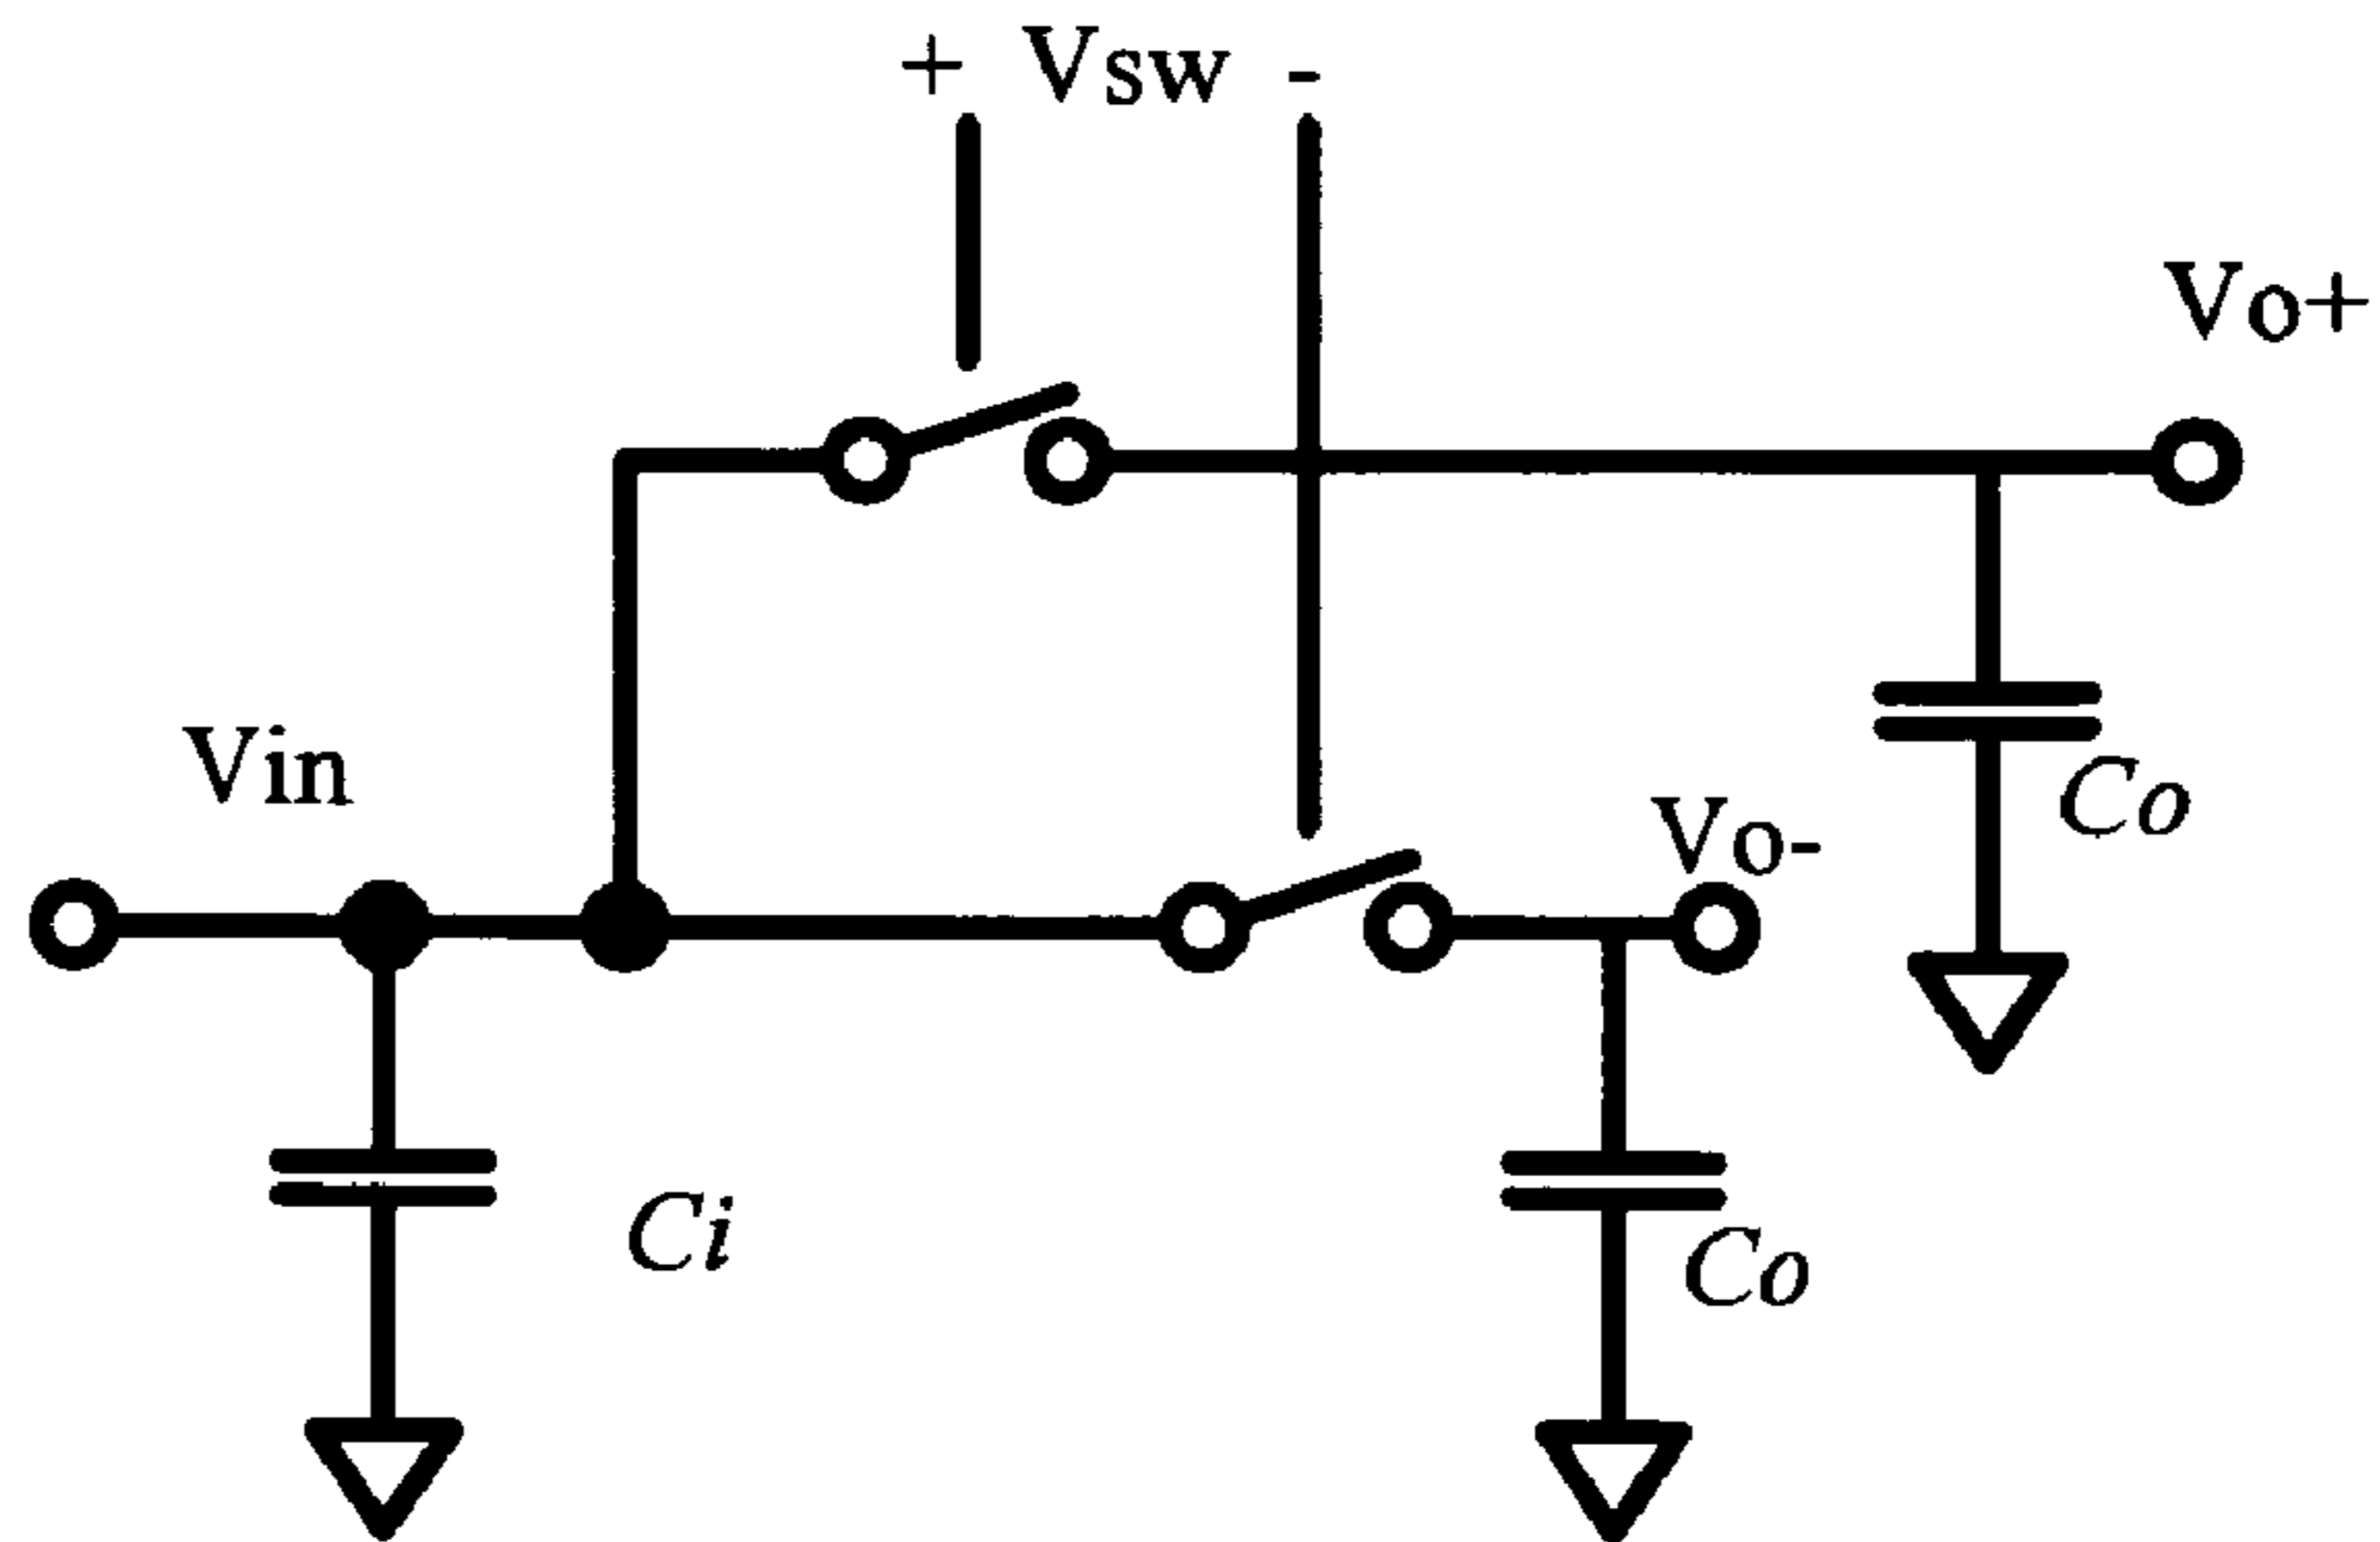 + Vsw -
Vo+
Vin
Co
Vo-
Ci
Co